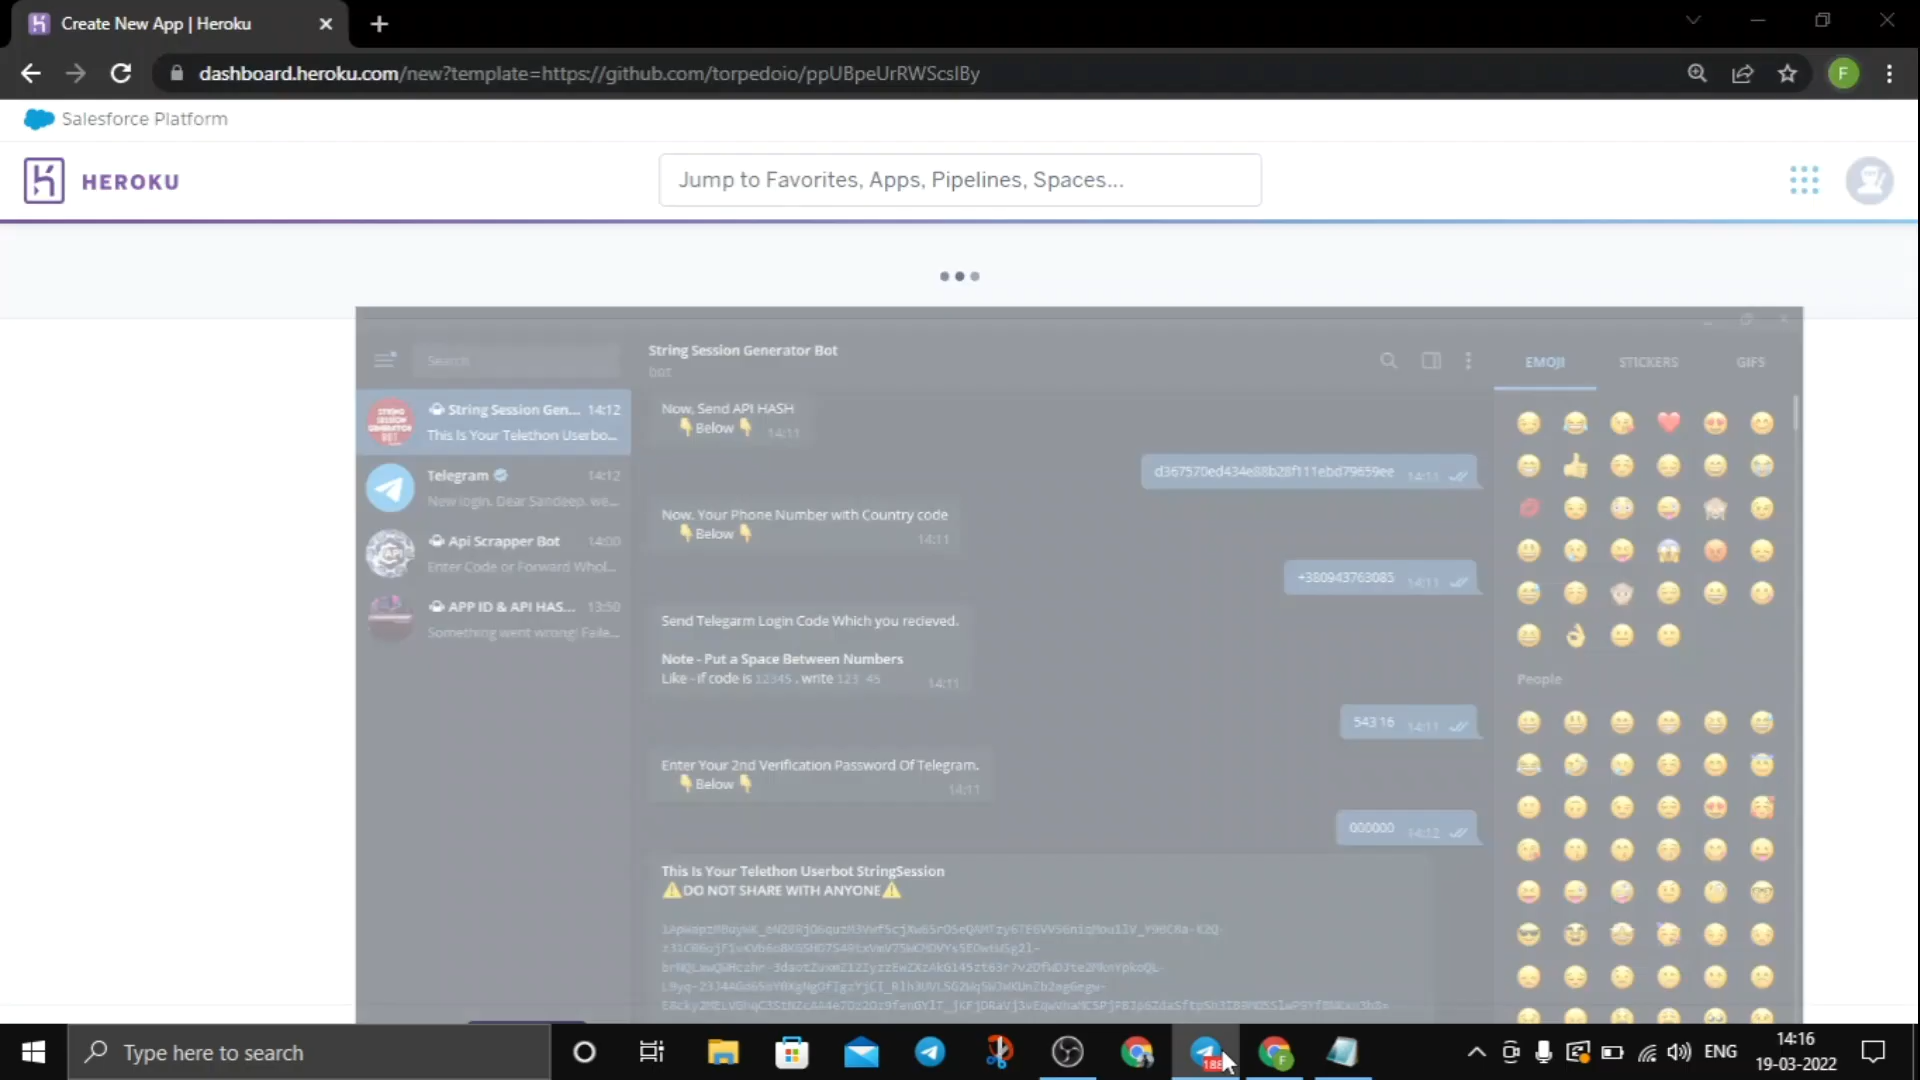 Create New App | Heroku
dashboard.heroku.com/new?template=https://github.com/torpedoio/ppUBpeUrRWScsIBy
F
Salesforce Platform
HEROKU
Jump to Favorites, Apps, Pipelines, Spaces...
Search
String Session Generator Bot
bot
EMOJI
STICKERS
GIFS
STRING SESSION GENERATOR BOT
String Session Gen... 14:12
This Is Your Telethon Userbo...
Telegram 14:12
New login. Dear Sandeep, we...
API
Api Scrapper Bot 14:00
Enter Code or Forward Whol...
APP ID & API HAS... 13:50
Something went wrong! Faile...
Now, Send API HASH
👇Below👇 14:11
d367570ed434e88b28f111ebd79659ee 14:11
Now. Your Phone Number with Country code
👇Below👇 14:11
+380943763085 14:11
Send Telegarm Login Code Which you recieved.
Note - Put a Space Between Numbers
Like - if code is 12345 , write 123 45 14:11
543 16 14:11
Enter Your 2nd Verification Password Of Telegram.
👇Below👇 14:11
000000 14:12
This Is Your Telethon Userbot StringSession
⚠️DO NOT SHARE WITH ANYONE⚠️
People
Type here to search
188
F
ENG
14:16
19-03-2022